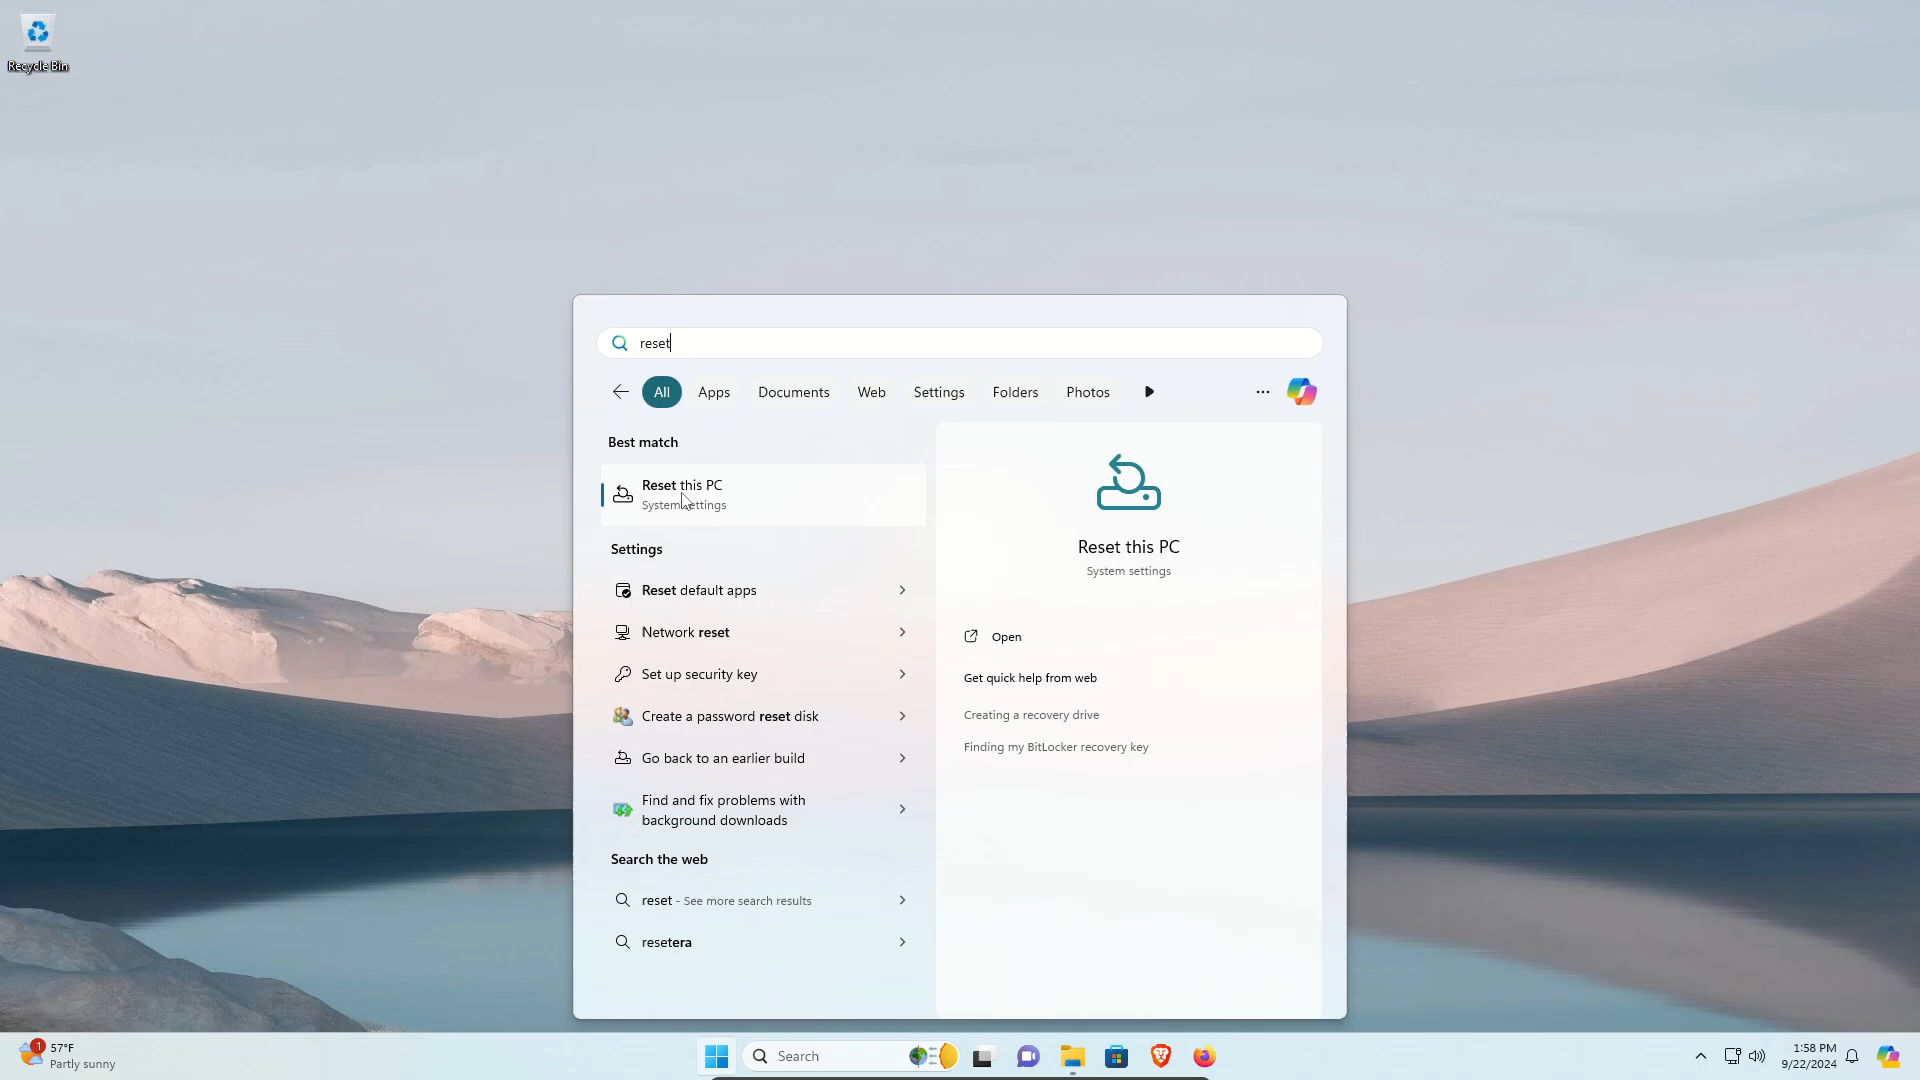 Recycle Bin
reset
All Apps Documents Web Settings Folders Photos
Best match
Reset this PC
System settings
Settings
Reset default apps
Network reset
Set up security key
Create a password reset disk
Go back to an earlier build
Find and fix problems with
background downloads
Search the web
reset - See more search results
resetera
Reset this PC
System settings
Open
Get quick help from web
Creating a recovery drive
Finding my BitLocker recovery key
1
57°F
Partly sunny
Search
1:58 PM
9/22/2024